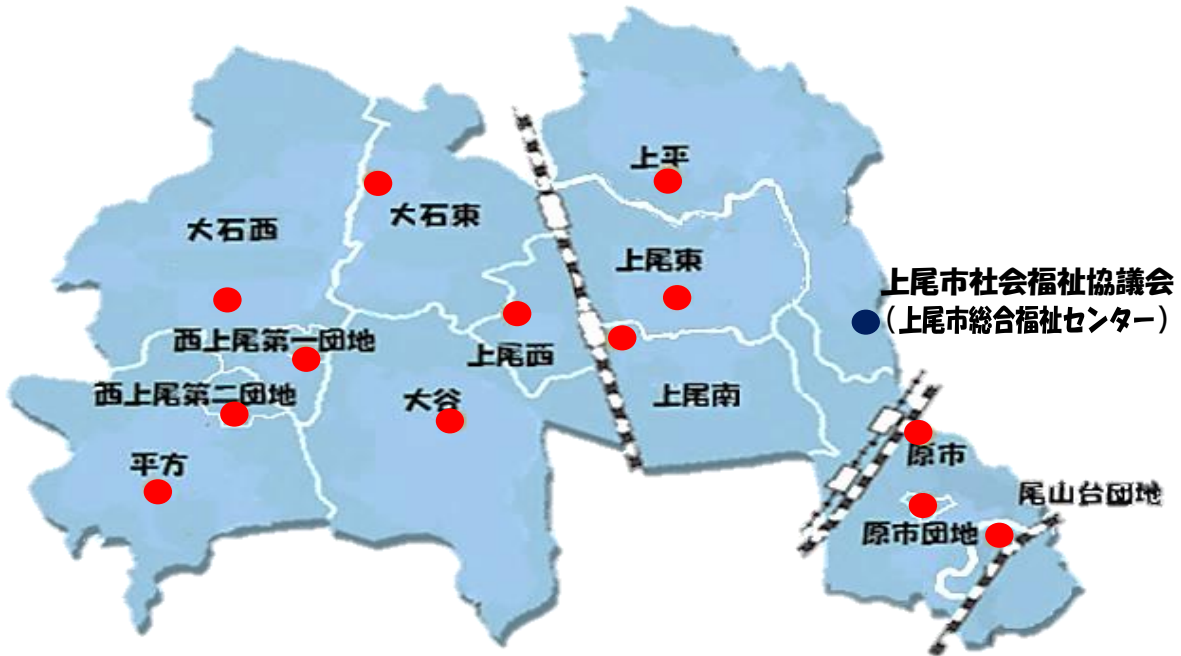 上平
大石東
大石西
上尾東
上尾市社会福祉協議会
（上尾市総合福祉センター）
西上尾第一団地
上尾西
西上尾第二団地
大谷
上尾南
平方
原市
尾山台団地
原市団地